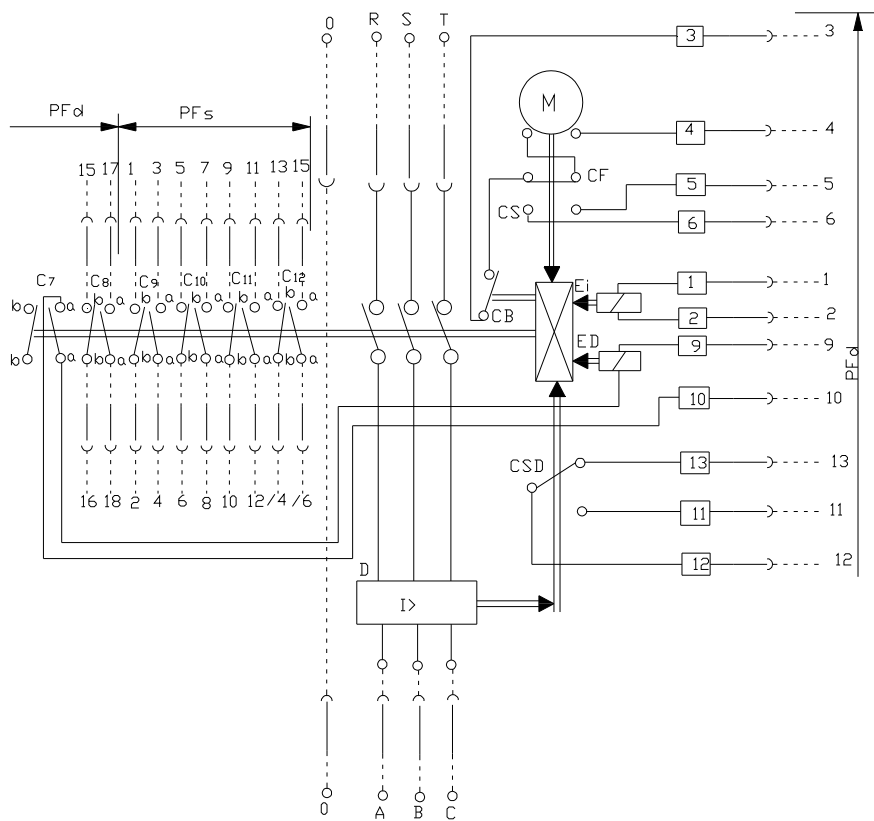 O R S T
3
3
M
PFd PFs
4
4
15 17 1 3 5 7 9 11 13 15
CF
5
5
CS
6
6
C7 C8 C9 C10 C11 C12
Ei
1
1
b a b a b a b a b a b a
CB
2
2
ED
9
9
b a b a b a b a b a b a
PFd
10
10
CSD
13
13
16 18 2 4 6 8 10 12 /4 /6
11
11
12
12
D
I>
O A B C